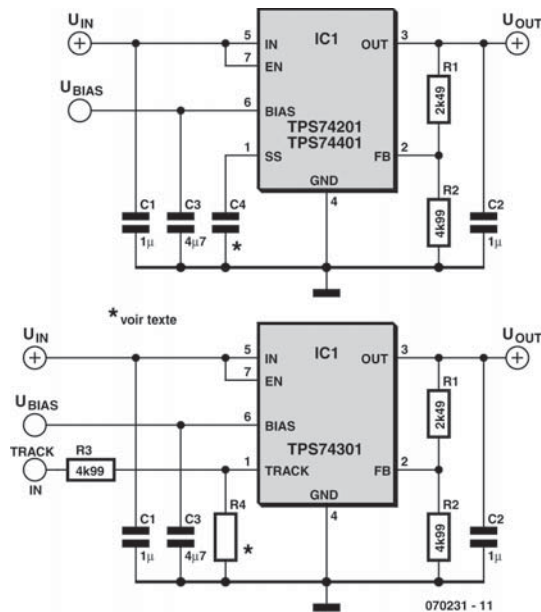 U_IN
U_OUT
5
IN
IC1
OUT
3
R1
7
EN
2k49
U_BIAS
6
BIAS
TPS74201
TPS74401
1
SS
FB
2
R2
GND
4
4k99
C1
C3
C4
C2
1µ
4µ7
*
1µ
* voir texte
U_IN
U_OUT
5
IN
IC1
OUT
3
R1
7
EN
2k49
U_BIAS
6
BIAS
TRACK
IN
R3
4k99
TPS74301
1
TRACK
FB
2
GND
4
R2
4k99
C1
C3
R4
C2
1µ
4µ7
*
1µ
070231 - 11